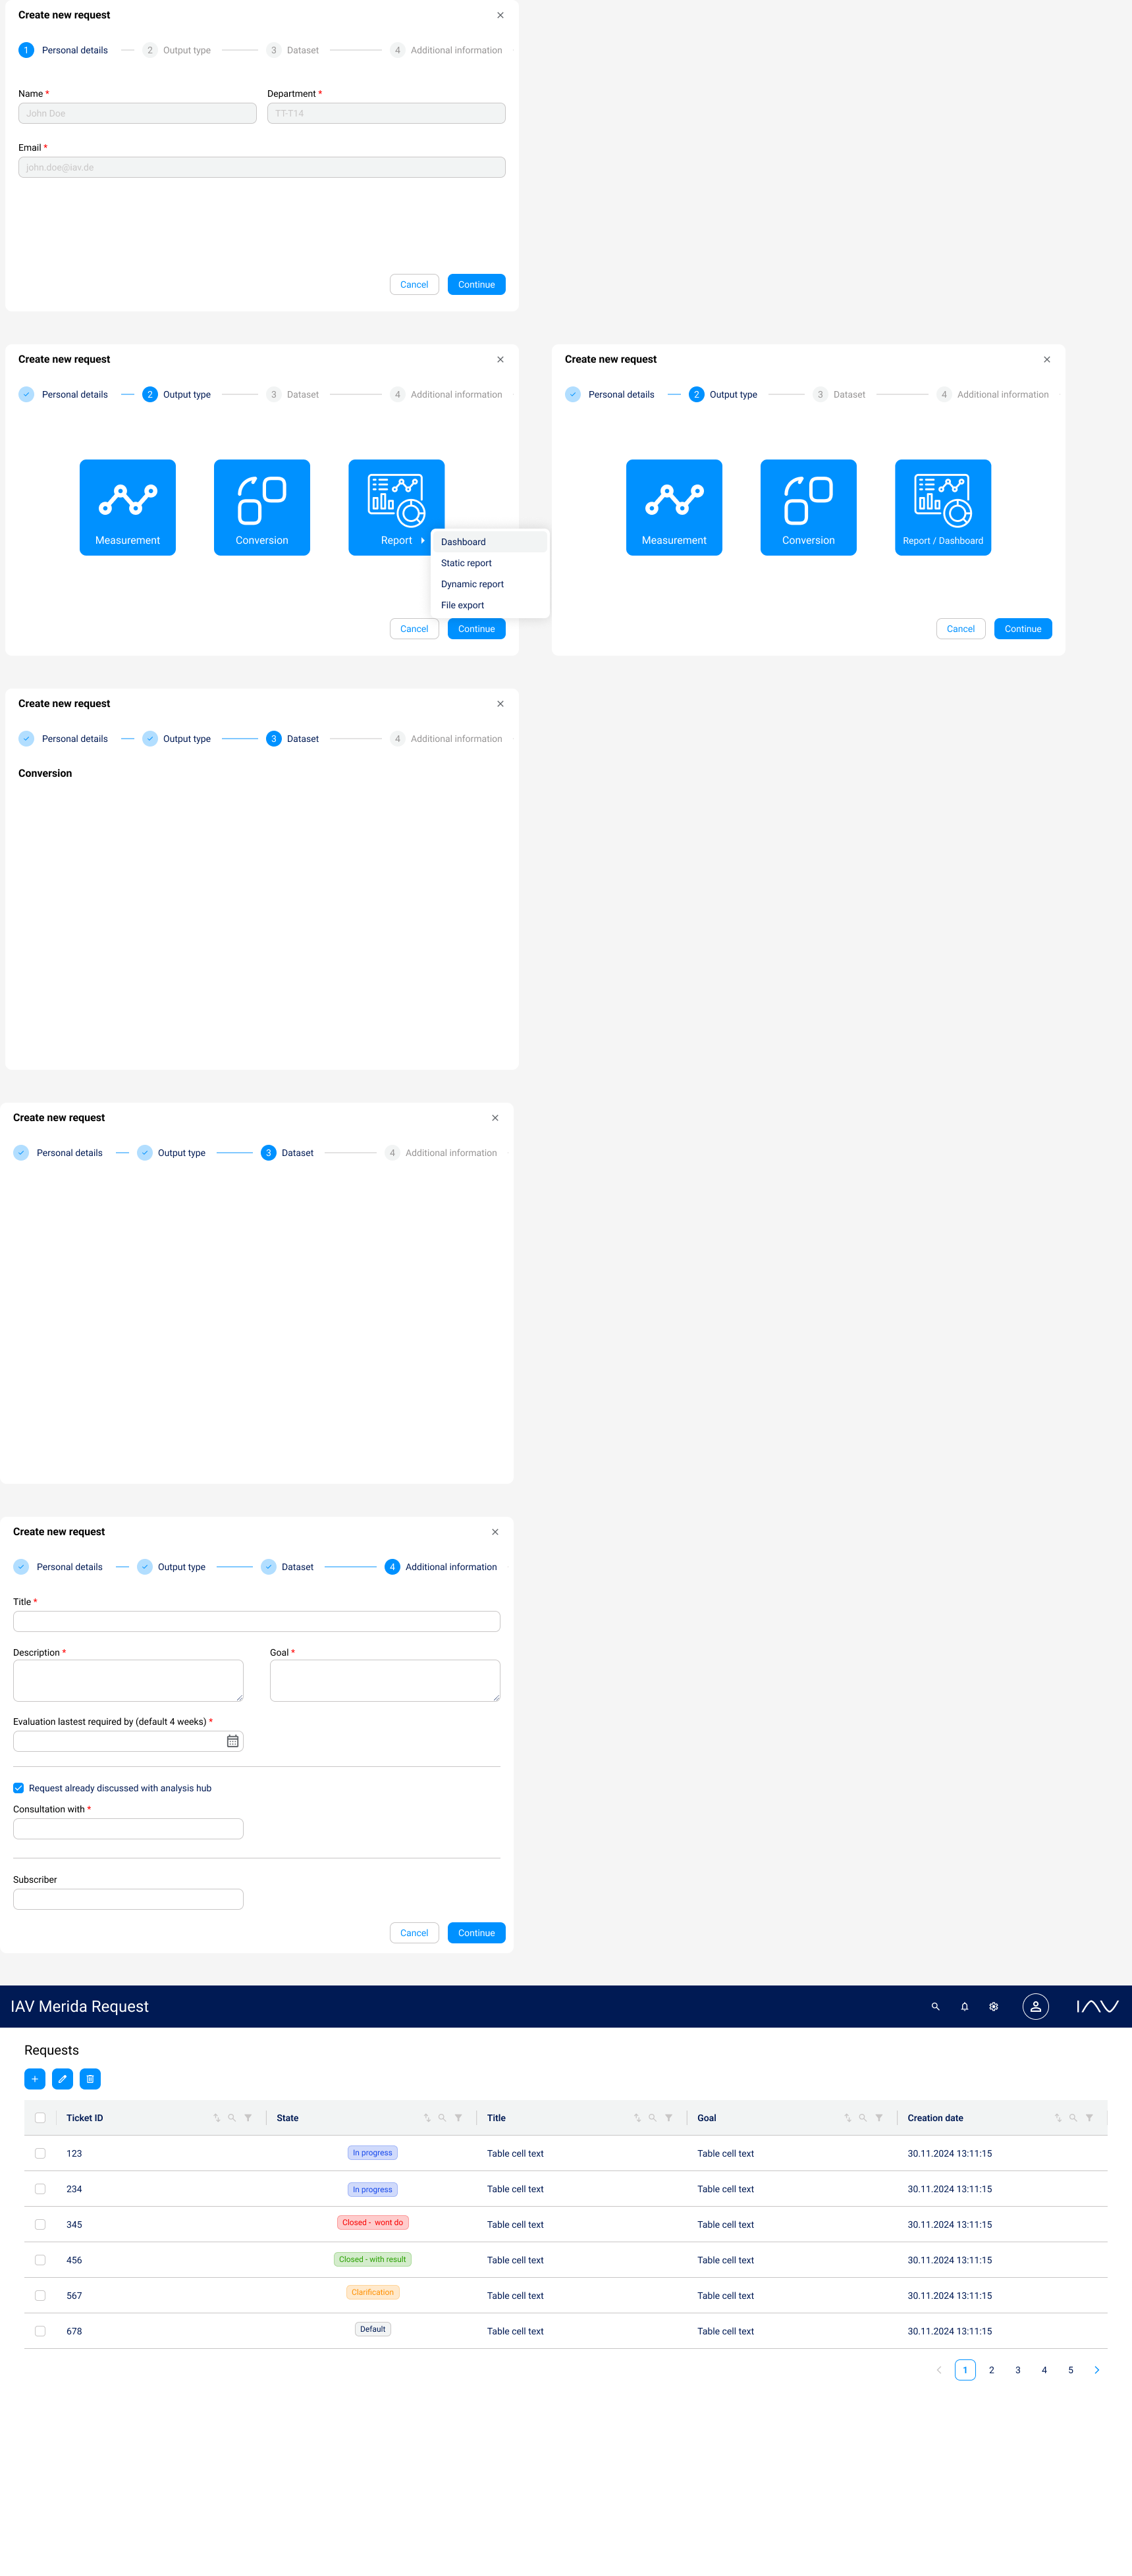 Create new request
1 Personal details 2 Output type 3 Dataset 4 Additional information
Name * Department *
John Doe TT-T14
Email *
john.doe@iav.de
Cancel Continue
Create new request
Personal details 2 Output type 3 Dataset 4 Additional information
Measurement Conversion Report
Dashboard
Static report
Dynamic report
File export
Cancel Continue
Create new request
Personal details 2 Output type 3 Dataset 4 Additional information
Measurement Conversion Report / Dashboard
Cancel Continue
Create new request
Personal details Output type 3 Dataset 4 Additional information
Conversion
Create new request
Personal details Output type 3 Dataset 4 Additional information
Create new request
Personal details Output type Dataset 4 Additional information
Title *
Description * Goal *
Evaluation lastest required by (default 4 weeks) *
Request already discussed with analysis hub
Consultation with *
Subscriber
Cancel Continue
IAV Merida Request IAV
Requests
Ticket ID State Title Goal Creation date
123 In progress Table cell text Table cell text 30.11.2024 13:11:15
234 In progress Table cell text Table cell text 30.11.2024 13:11:15
345 Closed - wont do Table cell text Table cell text 30.11.2024 13:11:15
456 Closed - with result Table cell text Table cell text 30.11.2024 13:11:15
567 Clarification Table cell text Table cell text 30.11.2024 13:11:15
678 Default Table cell text Table cell text 30.11.2024 13:11:15
1 2 3 4 5